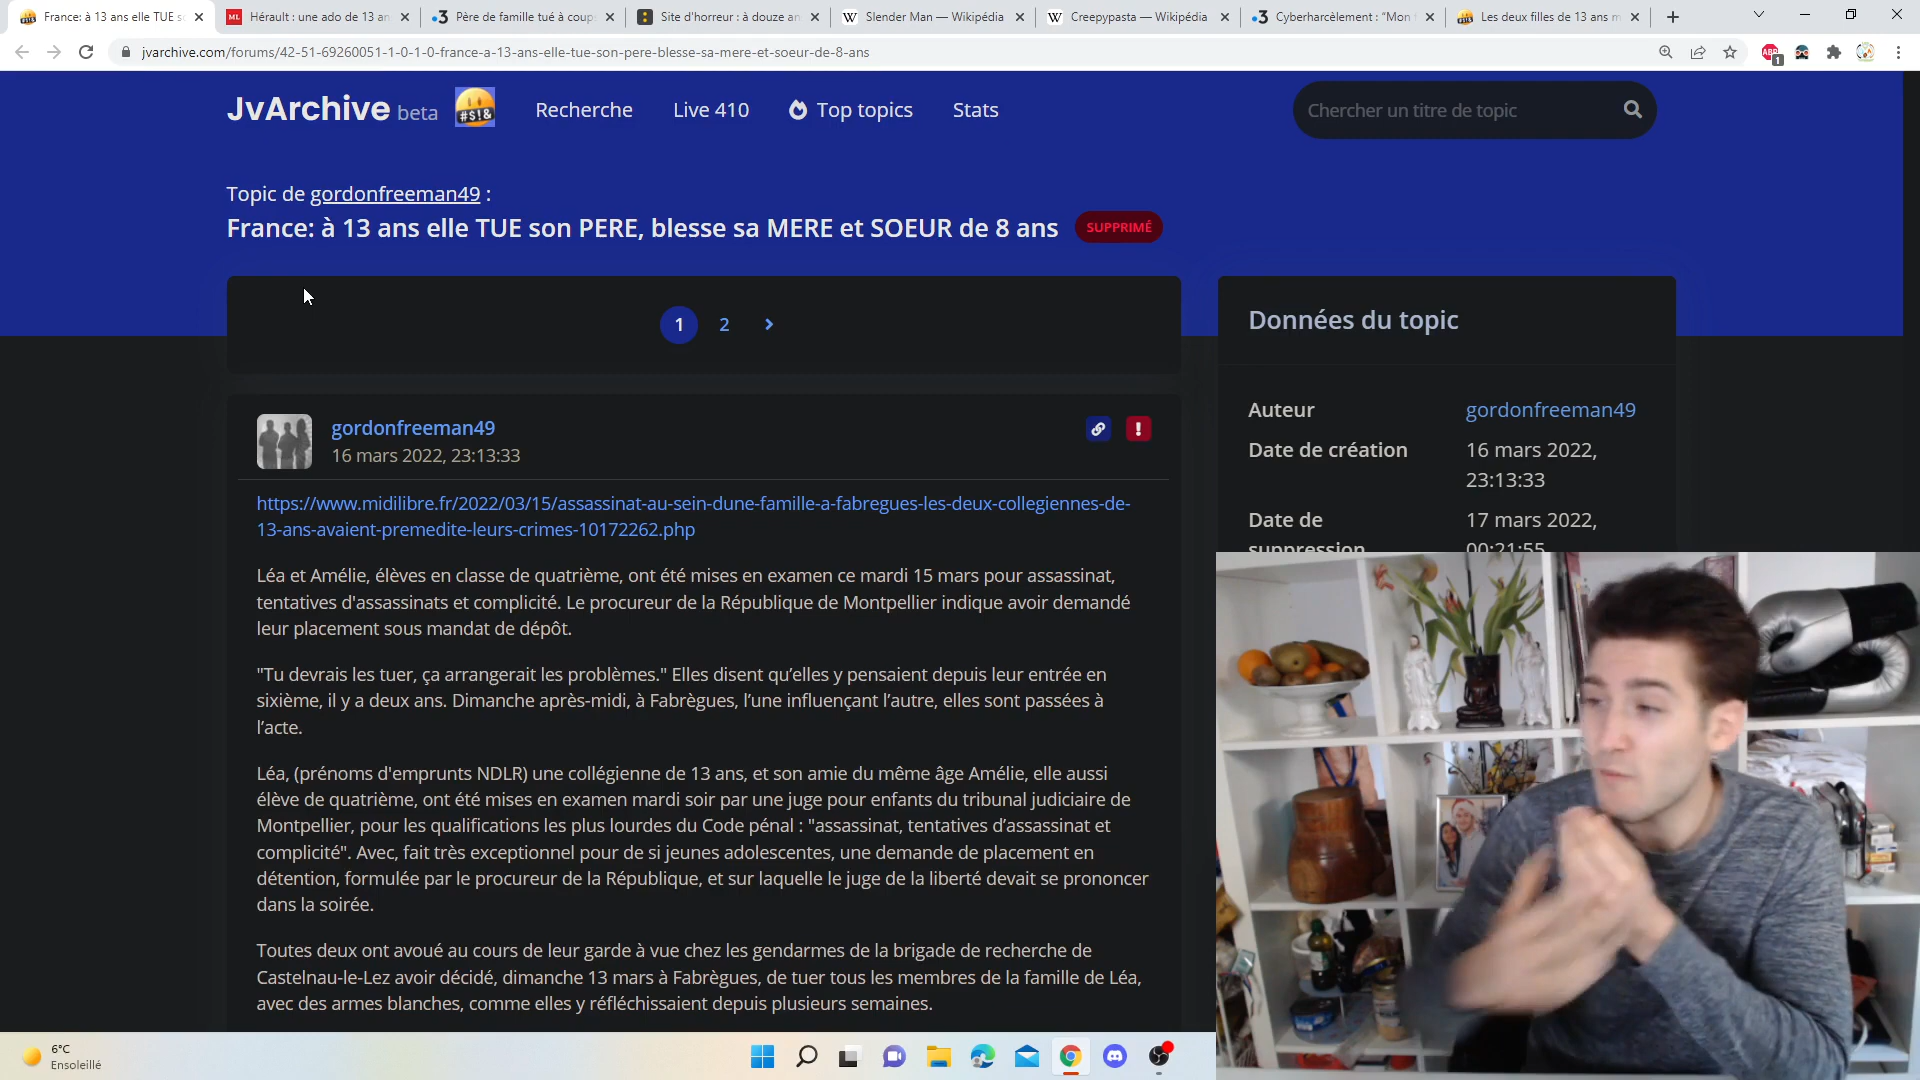 France: à 13 ans elle TUE s
Hérault : une ado de 13 an
Père de famille tué à coup
Site d'horreur : à douze an
Slender Man — Wikipédia
Creepypasta — Wikipédia
Cyberharcèlement : "Mon
Les deux filles de 13 ans m
jvarchive.com/forums/42-51-69260051-1-0-1-0-france-a-13-ans-elle-tue-son-pere-blesse-sa-mere-et-soeur-de-8-ans
JvArchive beta
Recherche
Live 410
Top topics
Stats
Chercher un titre de topic
Topic de gordonfreeman49 :
France: à 13 ans elle TUE son PERE, blesse sa MERE et SOEUR de 8 ans
SUPPRIMÉ
1 2
Données du topic
Auteur gordonfreeman49
Date de création 16 mars 2022,
23:13:33
Date de 17 mars 2022,
suppression 00:21:55
gordonfreeman49
16 mars 2022, 23:13:33
https://www.midilibre.fr/2022/03/15/assassinat-au-sein-dune-famille-a-fabregues-les-deux-collegiennes-de-
13-ans-avaient-premedite-leurs-crimes-10172262.php
Léa et Amélie, élèves en classe de quatrième, ont été mises en examen ce mardi 15 mars pour assassinat,
tentatives d'assassinats et complicité. Le procureur de la République de Montpellier indique avoir demandé
leur placement sous mandat de dépôt.
"Tu devrais les tuer, ça arrangerait les problèmes." Elles disent qu’elles y pensaient depuis leur entrée en
sixième, il y a deux ans. Dimanche après-midi, à Fabrègues, l’une influençant l’autre, elles sont passées à
l’acte.
Léa, (prénoms d'emprunts NDLR) une collégienne de 13 ans, et son amie du même âge Amélie, elle aussi
élève de quatrième, ont été mises en examen mardi soir par une juge pour enfants du tribunal judiciaire de
Montpellier, pour les qualifications les plus lourdes du Code pénal : "assassinat, tentatives d’assassinat et
complicité". Avec, fait très exceptionnel pour de si jeunes adolescentes, une demande de placement en
détention, formulée par le procureur de la République, et sur laquelle le juge de la liberté devait se prononcer
dans la soirée.
Toutes deux ont avoué au cours de leur garde à vue chez les gendarmes de la brigade de recherche de
Castelnau-le-Lez avoir décidé, dimanche 13 mars à Fabrègues, de tuer tous les membres de la famille de Léa,
avec des armes blanches, comme elles y réfléchissaient depuis plusieurs semaines.
6°C
Ensoleillé